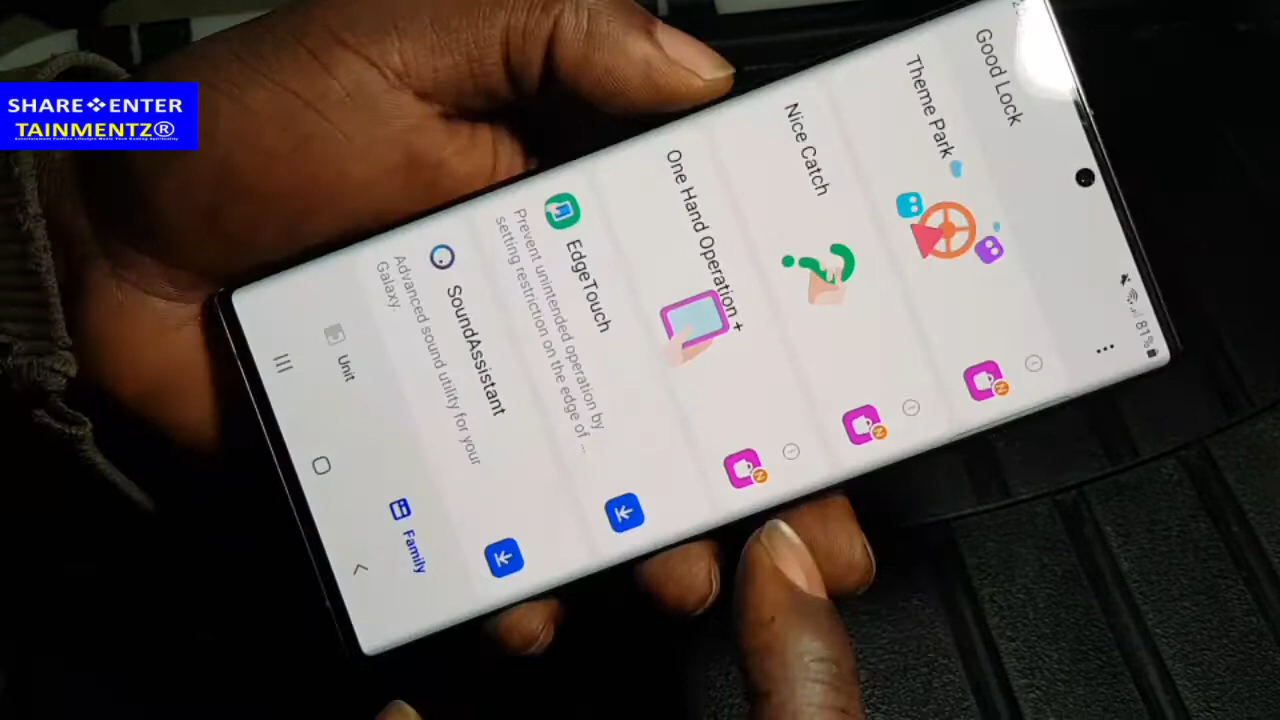 SHARE❖ENTER
TAINMENTZ®
Good Lock
81%
Theme Park
N
Nice Catch
N
One Hand Operation +
N
EdgeTouch
Prevent unintended operation by
setting restriction on the edge of ...
SoundAssistant
Advanced sound utility for your
Galaxy.
Unit
Family